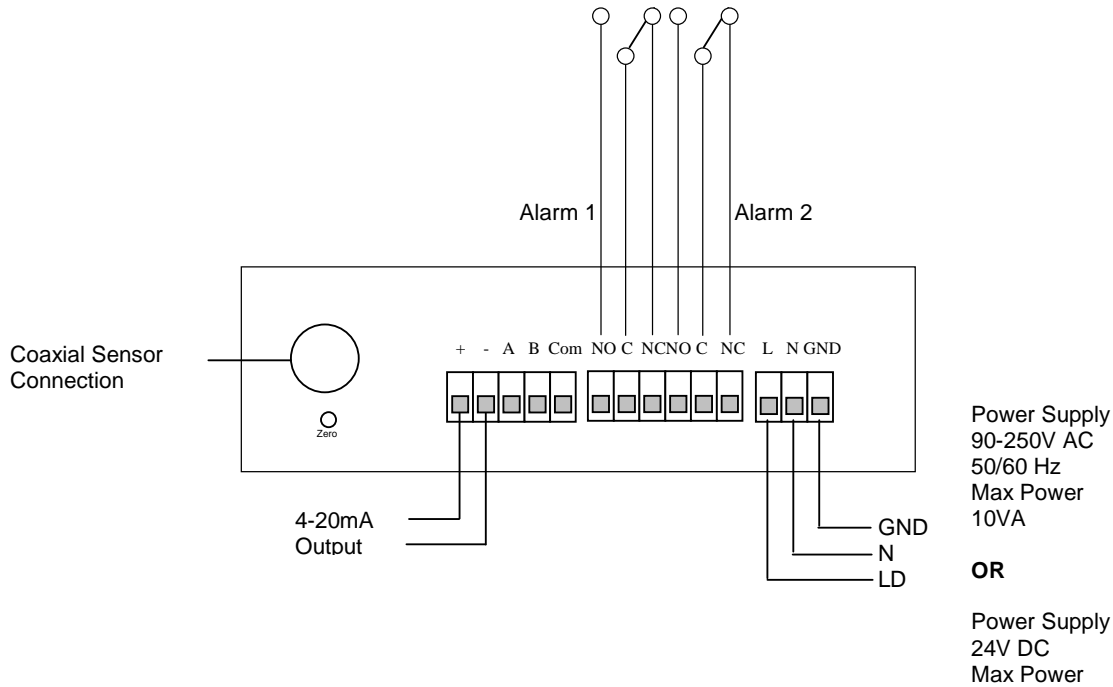 Alarm 1
Alarm 2
Coaxial Sensor
Connection
+ - A B Com NO C NCNO C NC L N GND
Zero
4-20mA
Output
GND
N
LD
Power Supply
90-250V AC
50/60 Hz
Max Power
10VA
OR
Power Supply
24V DC
Max Power